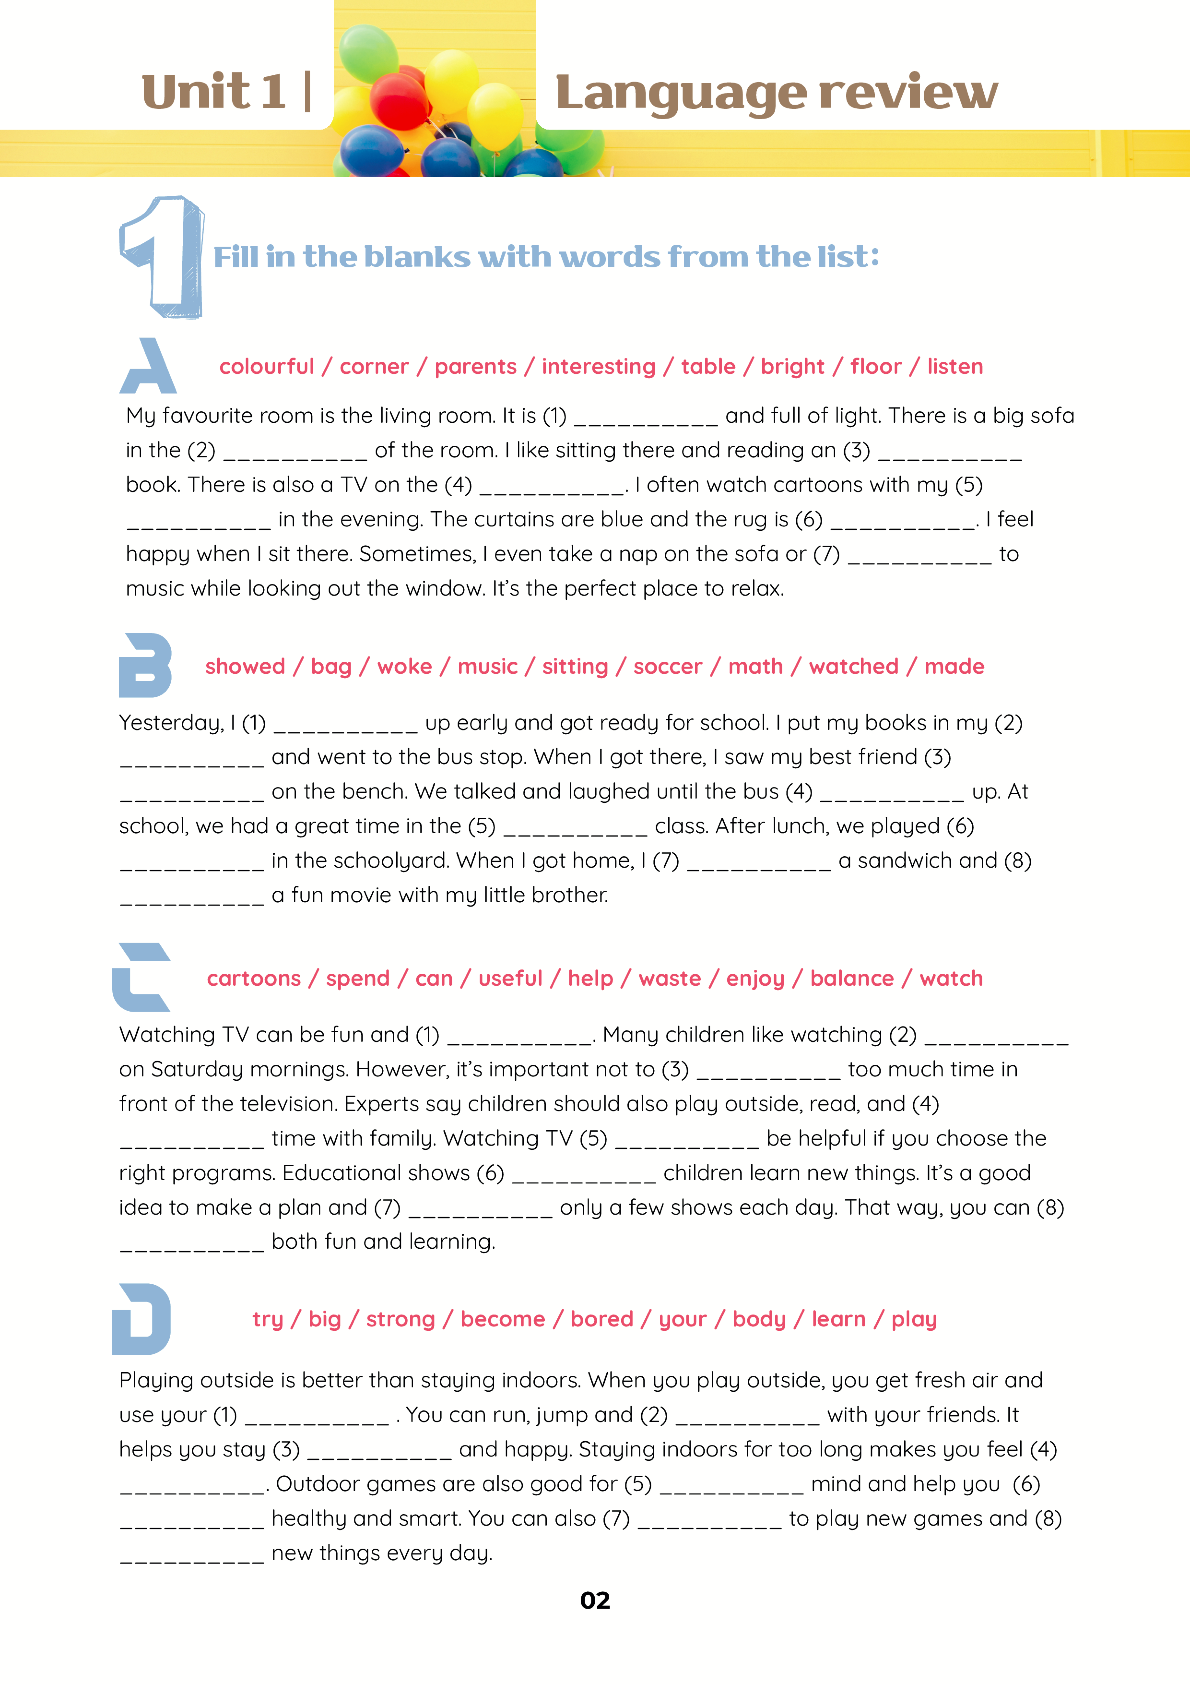 Unit 1 | Language review
1 Fill in the blanks with words from the list:
A colourful / corner / parents / interesting / table / bright / floor / listen
My favourite room is the living room. It is (1) __________ and full of light. There is a big sofa
in the (2) __________ of the room. I like sitting there and reading an (3) __________
book. There is also a TV on the (4) __________. I often watch cartoons with my (5)
__________ in the evening. The curtains are blue and the rug is (6) __________. I feel
happy when I sit there. Sometimes, I even take a nap on the sofa or (7) __________ to
music while looking out the window. It's the perfect place to relax.
B showed / bag / woke / music / sitting / soccer / math / watched / made
Yesterday, I (1) __________ up early and got ready for school. I put my books in my (2)
__________ and went to the bus stop. When I got there, I saw my best friend (3)
__________ on the bench. We talked and laughed until the bus (4) __________ up. At
school, we had a great time in the (5) __________ class. After lunch, we played (6)
__________ in the schoolyard. When I got home, I (7) __________ a sandwich and (8)
__________ a fun movie with my little brother.
C cartoons / spend / can / useful / help / waste / enjoy / balance / watch
Watching TV can be fun and (1) __________. Many children like watching (2) __________
on Saturday mornings. However, it's important not to (3) __________ too much time in
front of the television. Experts say children should also play outside, read, and (4)
__________ time with family. Watching TV (5) __________ be helpful if you choose the
right programs. Educational shows (6) __________ children learn new things. It's a good
idea to make a plan and (7) __________ only a few shows each day. That way, you can (8)
__________ both fun and learning.
D try / big / strong / become / bored / your / body / learn / play
Playing outside is better than staying indoors. When you play outside, you get fresh air and
use your (1) __________ . You can run, jump and (2) __________ with your friends. It
helps you stay (3) __________ and happy. Staying indoors for too long makes you feel (4)
__________. Outdoor games are also good for (5) __________ mind and help you (6)
__________ healthy and smart. You can also (7) __________ to play new games and (8)
__________ new things every day.
02